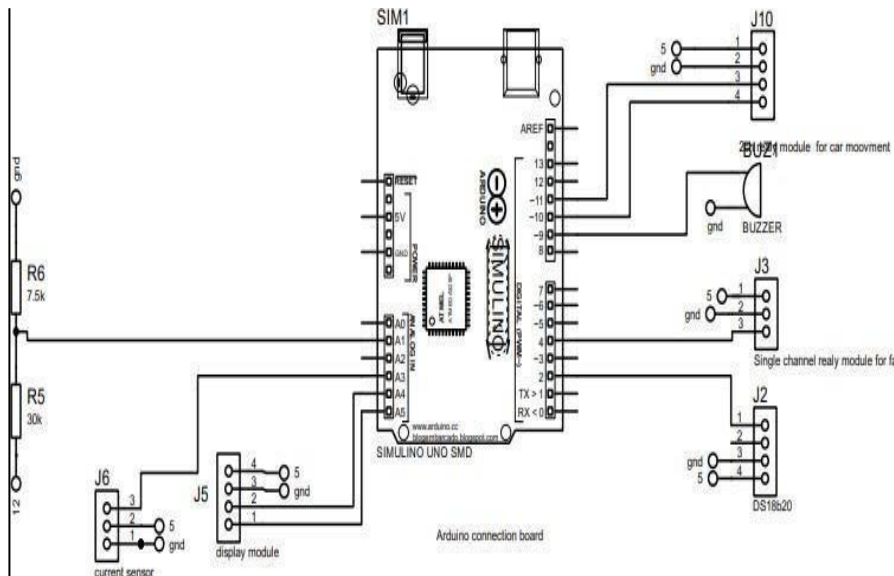 SIM1
J10
5
1
gnd
2
3
4
AREF
13
12
~11
~10
~9
8
RESET
5V
GND
POWER
ARDUINO
SIMULINO
DIGITAL (PWM~)
ANALOG IN
module for car moovment
BUZ1
gnd
BUZZER
gnd
R6
7.5k
R5
30k
12
A0
A1
A2
A3
A4
A5
7
~6
~5
4
~3
2
TX > 1
RX < 0
www.arduino.cc
blogembarcado.blogspot.com
SIMULINO UNO SMD
J3
5
1
gnd
2
3
Single channel realy module for fa
J2
1
2
gnd
3
5
4
DS18b20
J6
3
2
5
1
gnd
current sensor
J5
4
5
3
gnd
2
1
display module
Arduino connection board